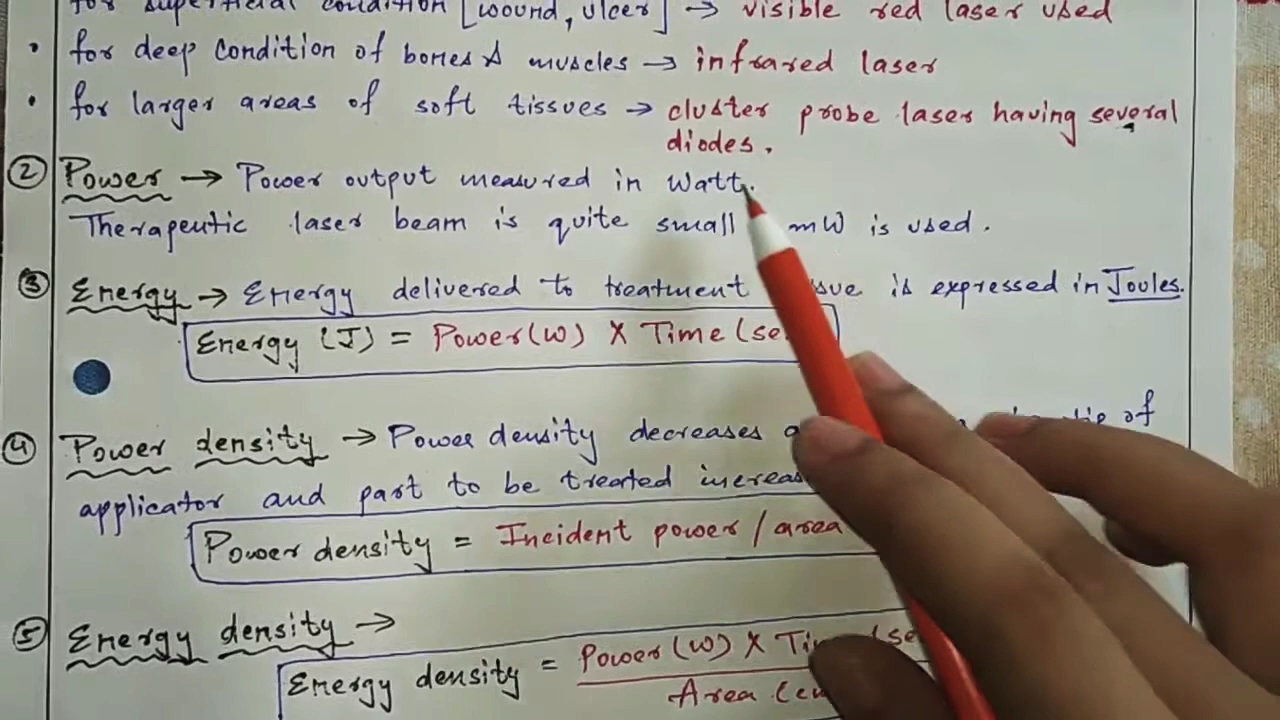 for superficial condition [wound, ulcer] → visible red laser used
• for deep condition of bones & muscles → infrared laser
• for larger areas of soft tissues → cluster probe laser having several
diodes.
② Power → Power output measured in Watt.
Therapeutic laser beam is quite small mW is used.
③ Energy → Energy delivered to treatment is expressed in Joules.
Energy (J) = Power(W) X Time (se
④ Power density → Power density decreases of
applicator and part to be treated
Power density = Incident power / area
⑤ Energy density →
Energy density = Power (W) X (se
Area